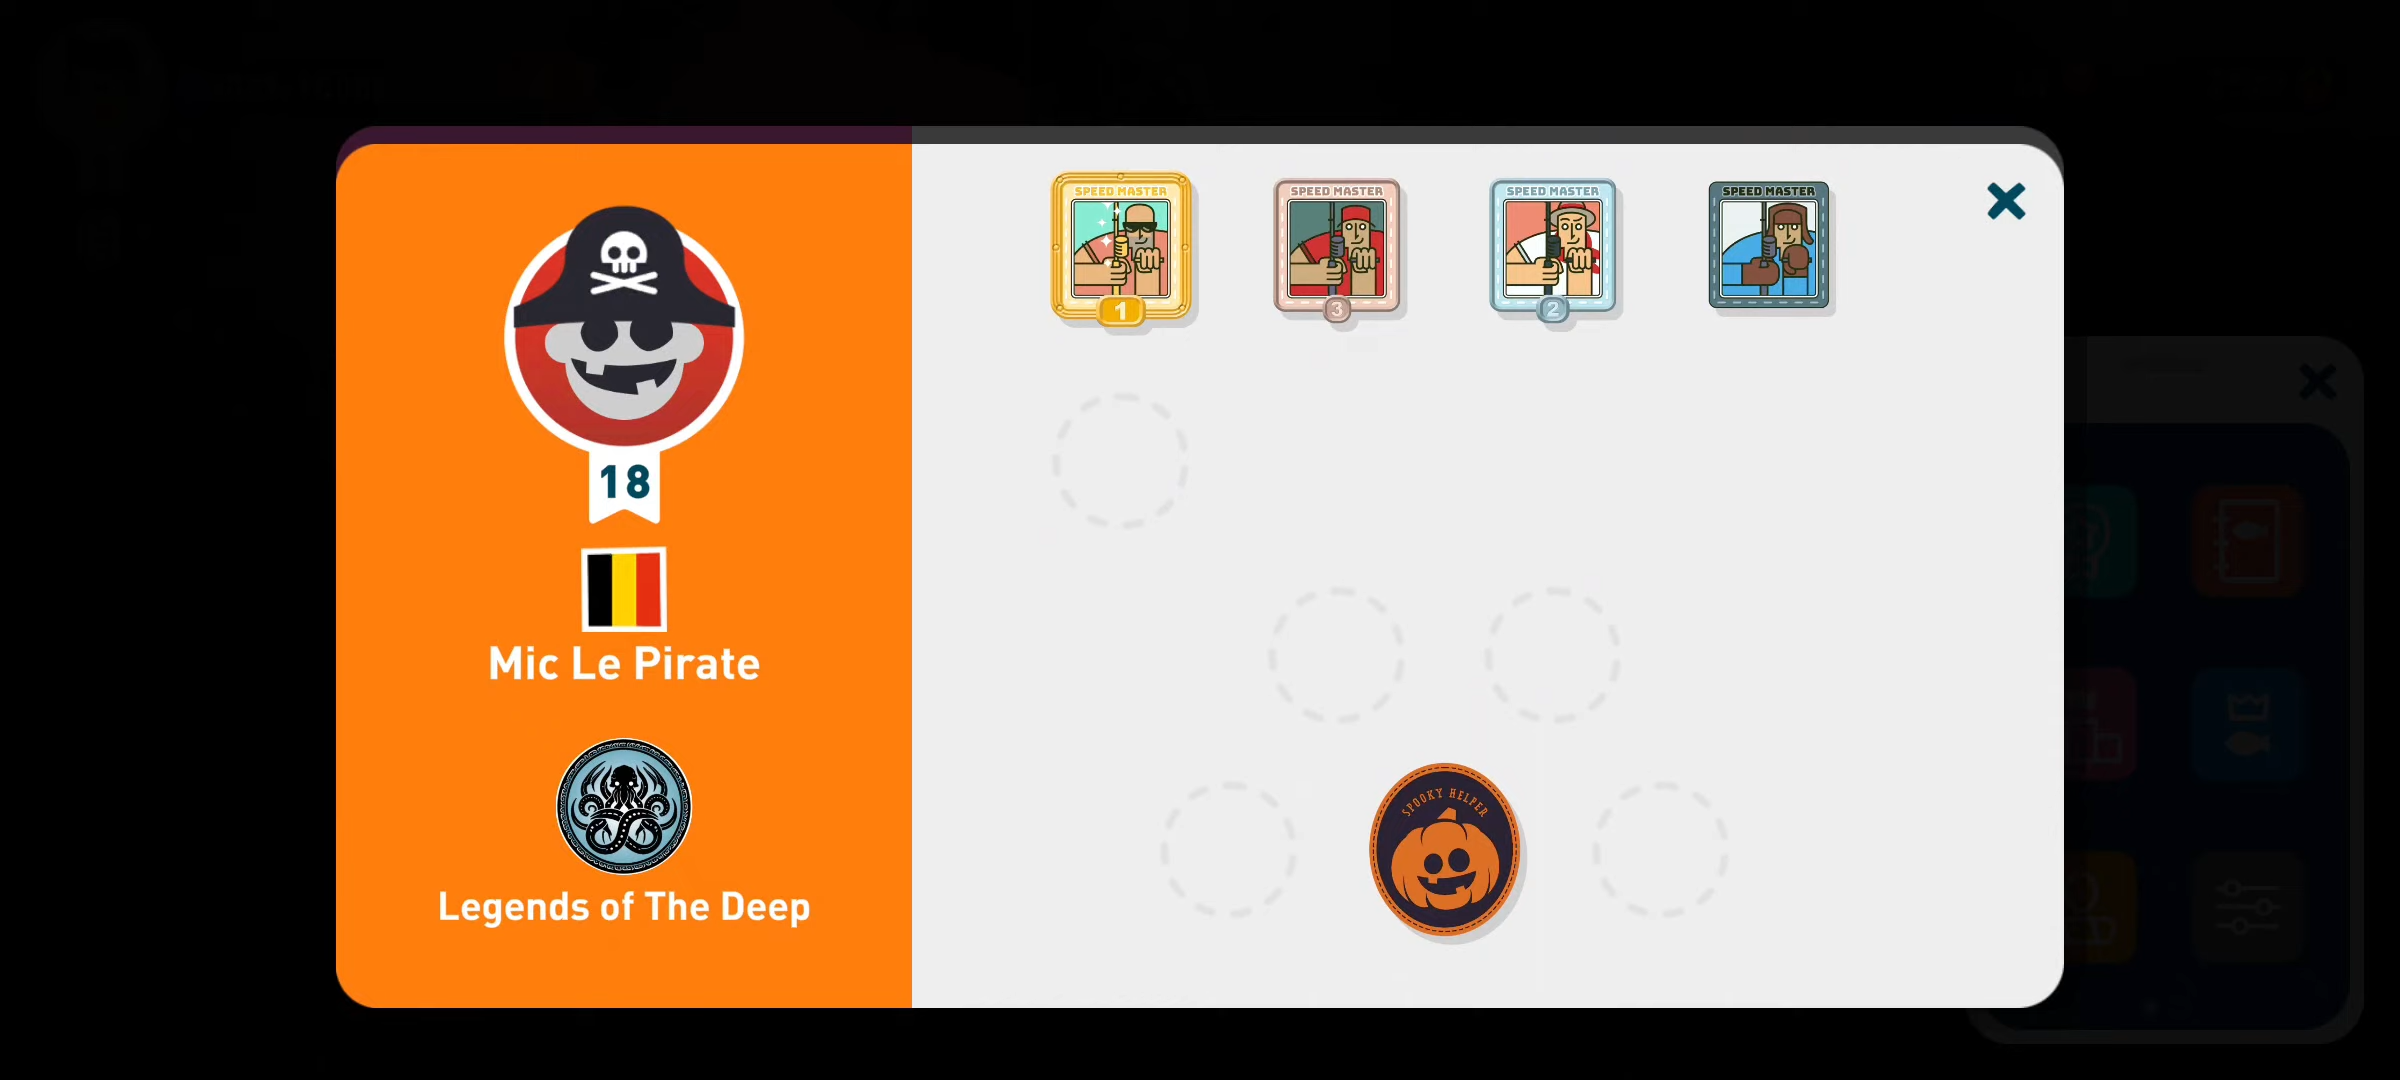 SPEED MASTER
1
SPEED MASTER
3
SPEED MASTER
2
SPEED MASTER
18
Mic Le Pirate
Legends of The Deep
SPOOKY HELPER